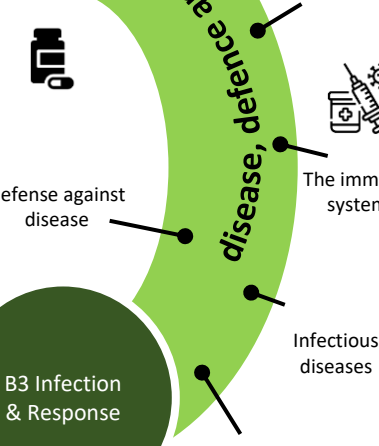 disease, defence
efense against
disease
The imm
system
Infectious
diseases
B3 Infection
& Response